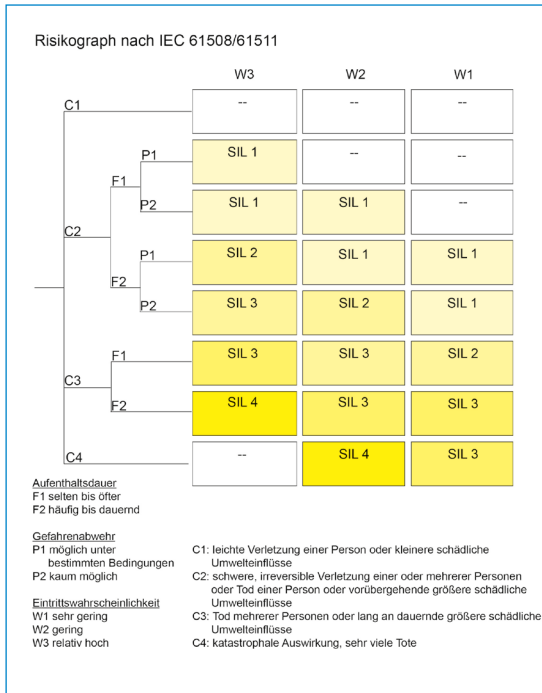 Risikograph nach IEC 61508/61511
W3 W2 W1
C1 -- -- --
P1 SIL 1 -- --
F1
P2 SIL 1 SIL 1 --
C2
P1 SIL 2 SIL 1 SIL 1
F2
P2 SIL 3 SIL 2 SIL 1
F1 SIL 3 SIL 3 SIL 2
C3
F2 SIL 4 SIL 3 SIL 3
C4 -- SIL 4 SIL 3
Aufenthaltsdauer
F1 selten bis öfter
F2 häufig bis dauernd
Gefahrenabwehr
P1 möglich unter
bestimmten Bedingungen
P2 kaum möglich
Eintrittswahrscheinlichkeit
W1 sehr gering
W2 gering
W3 relativ hoch
C1: leichte Verletzung einer Person oder kleinere schädliche
Umwelteinflüsse
C2: schwere, irreversible Verletzung einer oder mehrerer Personen
oder Tod einer Person oder vorübergehende größere schädliche
Umwelteinflüsse
C3: Tod mehrerer Personen oder lang an dauernde größere schädliche
Umwelteinflüsse
C4: katastrophale Auswirkung, sehr viele Tote